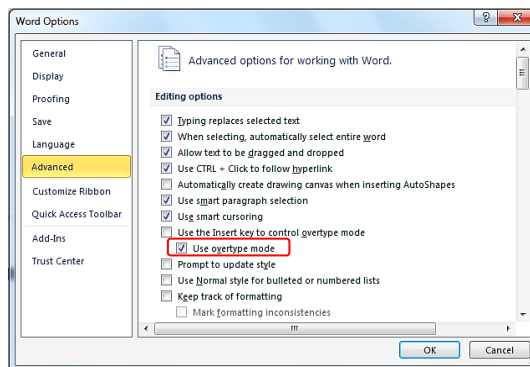 Word Options
General
Display
Proofing
Save
Language
Advanced
Customize Ribbon
Quick Access Toolbar
Add-Ins
Trust Center
Advanced options for working with Word.
Editing options
Typing replaces selected text
When selecting, automatically select entire word
Allow text to be dragged and dropped
Use CTRL + Click to follow hyperlink
Automatically create drawing canvas when inserting AutoShapes
Use smart paragraph selection
Use smart cursoring
Use the Insert key to control overtype mode
Use overtype mode
Prompt to update style
Use Normal style for bulleted or numbered lists
Keep track of formatting
Mark formatting inconsistencies
OK
Cancel